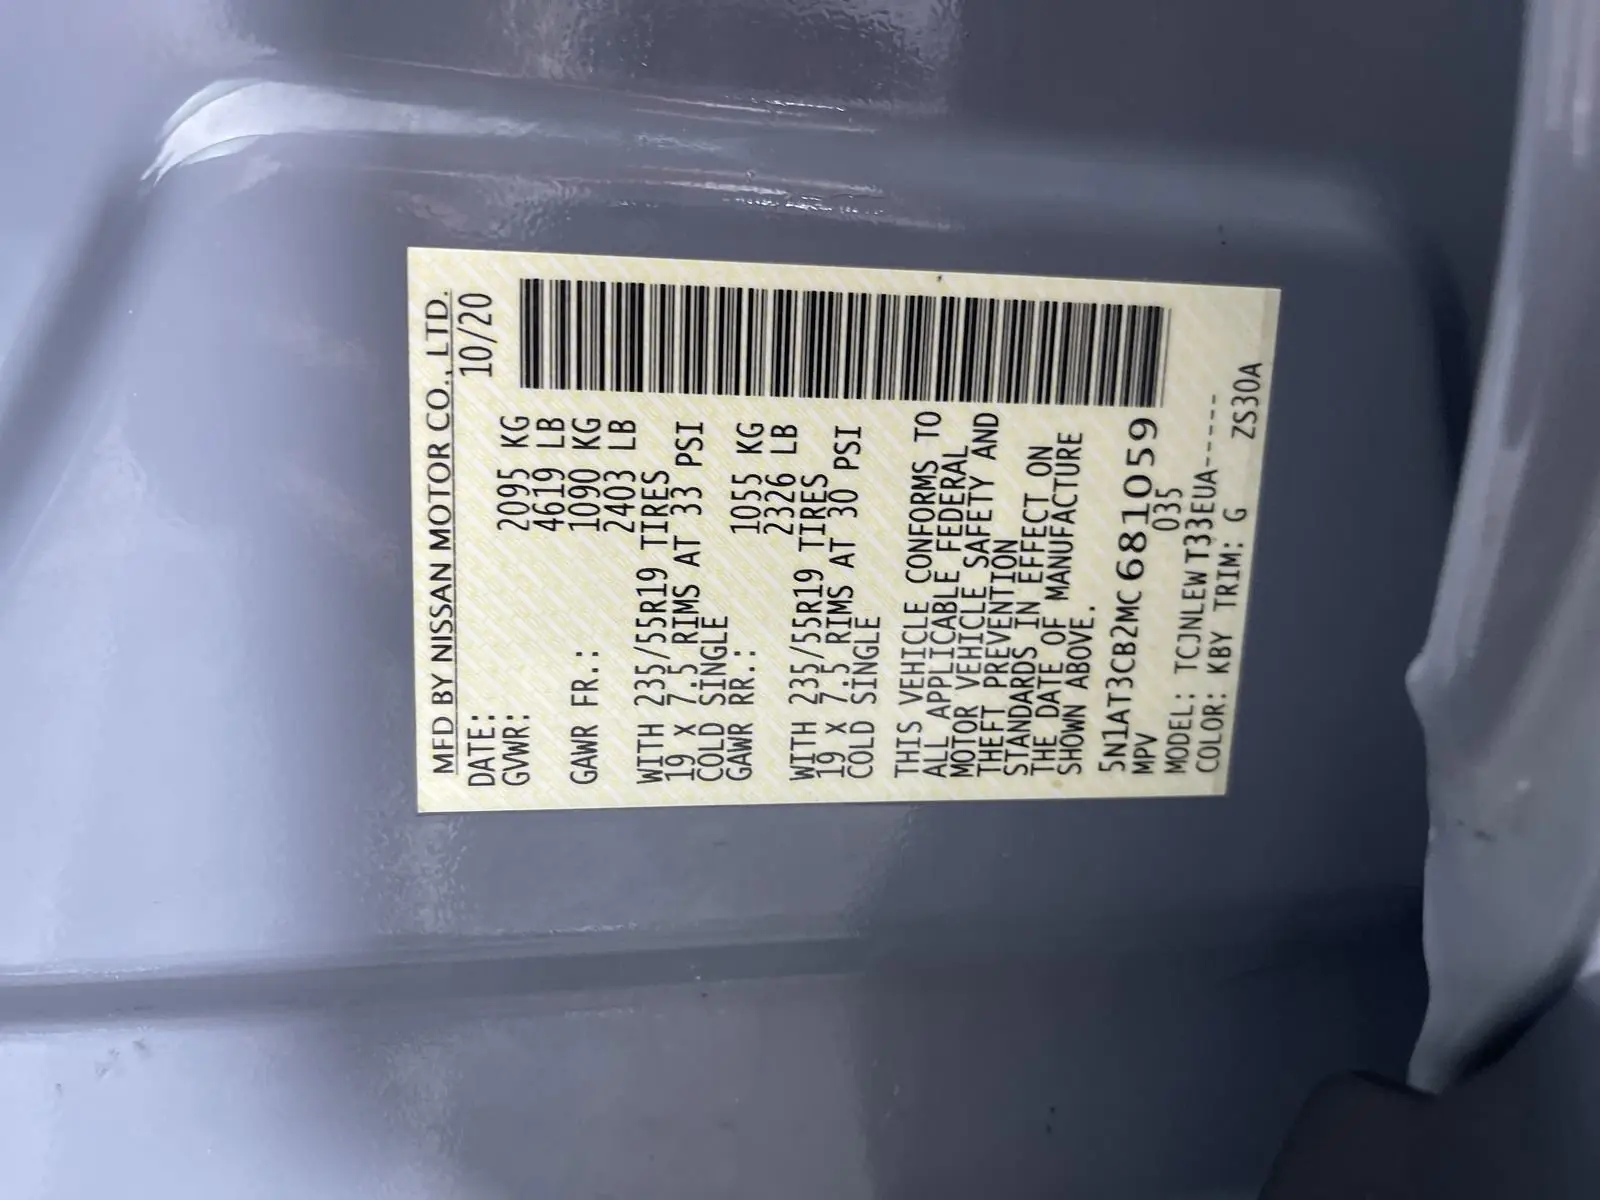 MFD BY NISSAN MOTOR CO., LTD.
DATE: 10/20
GVWR: 2095 KG
4619 LB
GAWR FR.: 1090 KG
2403 LB
WITH 235/55R19 TIRES
19 X 7.5 RIMS AT 33 PSI
COLD SINGLE
GAWR RR.: 1055 KG
2326 LB
WITH 235/55R19 TIRES
19 X 7.5 RIMS AT 30 PSI
COLD SINGLE
THIS VEHICLE CONFORMS TO
ALL APPLICABLE FEDERAL
MOTOR VEHICLE SAFETY AND
THEFT PREVENTION
STANDARDS IN EFFECT ON
THE DATE OF MANUFACTURE
SHOWN ABOVE.
5N1AT3CB2MC681059
MPV 035
MODEL: TCJNLEWT33EUA-----
COLOR: KBY TRIM: G ZS30A